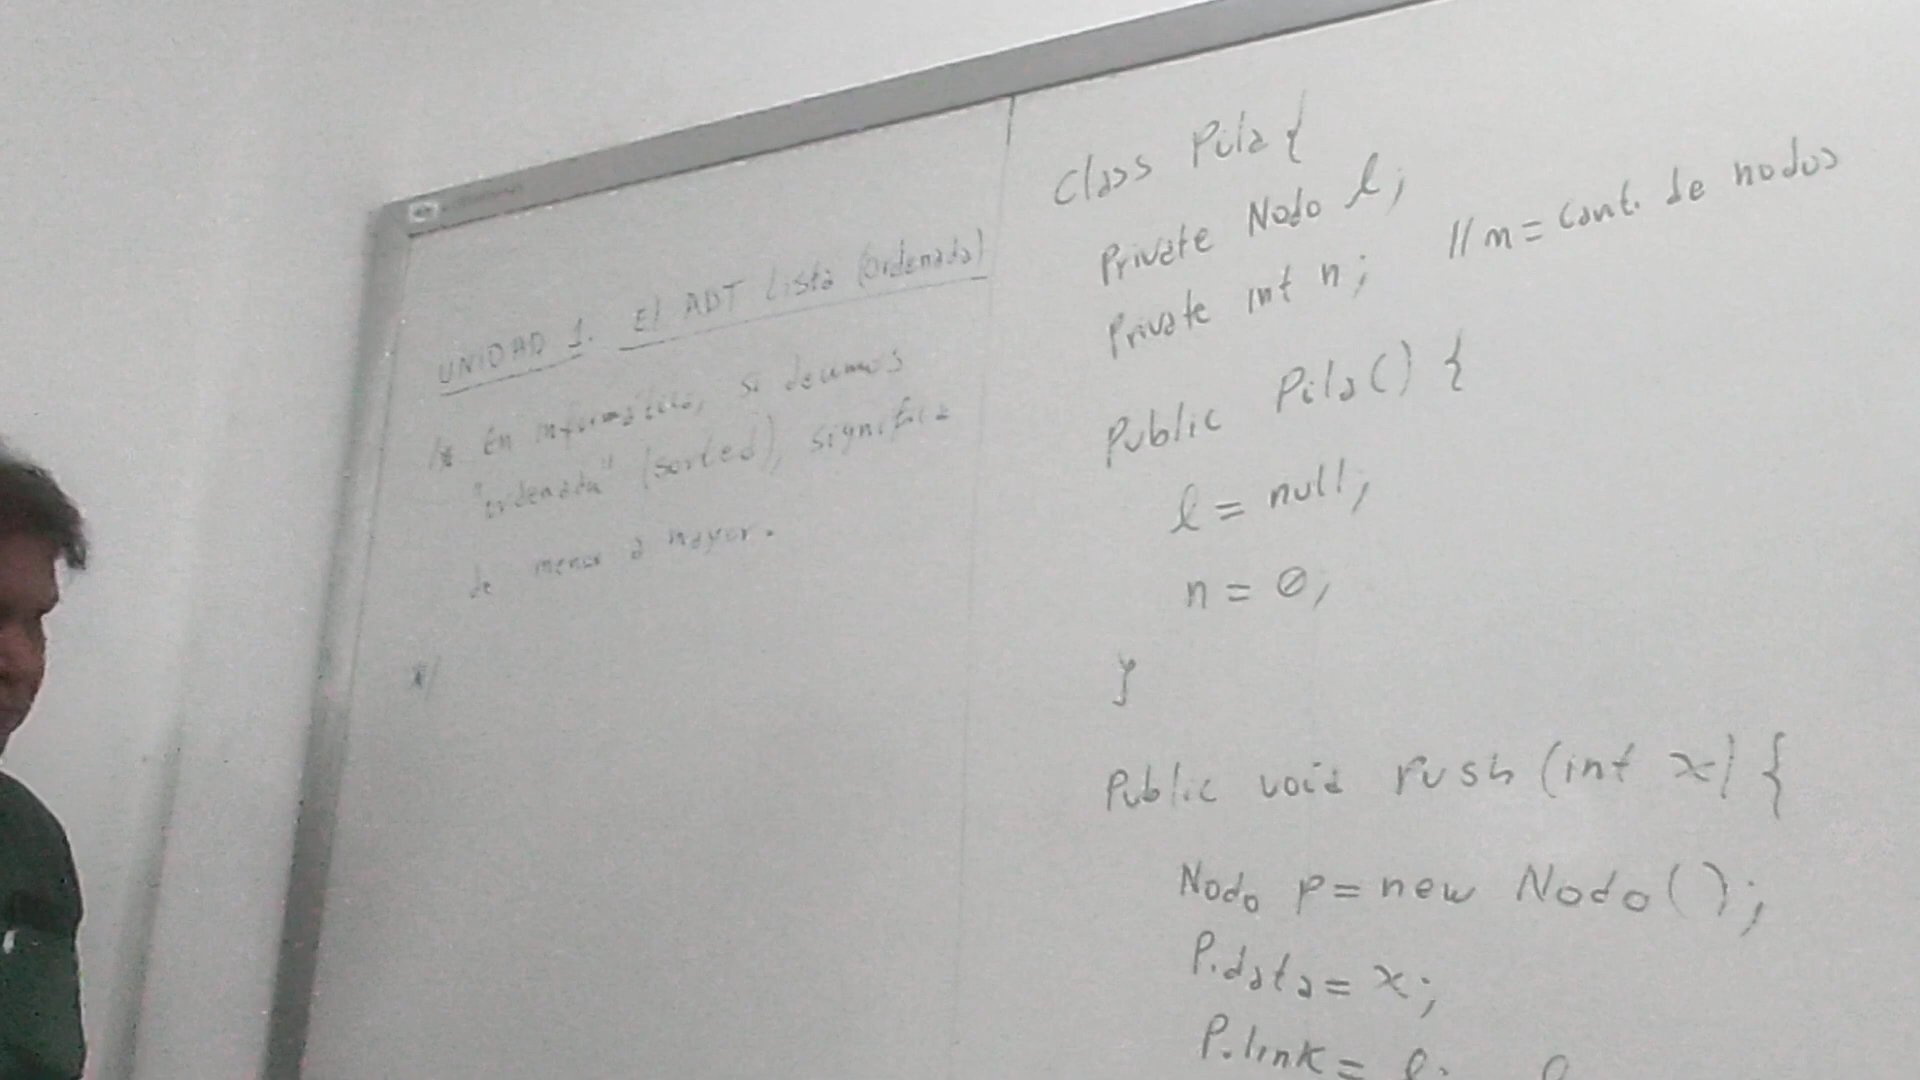 UNIDAD 1. El ADT Lista (Ordenada)
/* En informática, si decimos
"ordenada" (sorted), significa
de menor a mayor.
*/
Class Pila {
Private Nodo l;
Private int n; // n = Cant. de nodos
Public Pila() {
l = null;
n = 0;
}
Public void Push (int x) {
Nodo p = new Nodo();
P.data = x;
P.link = l;